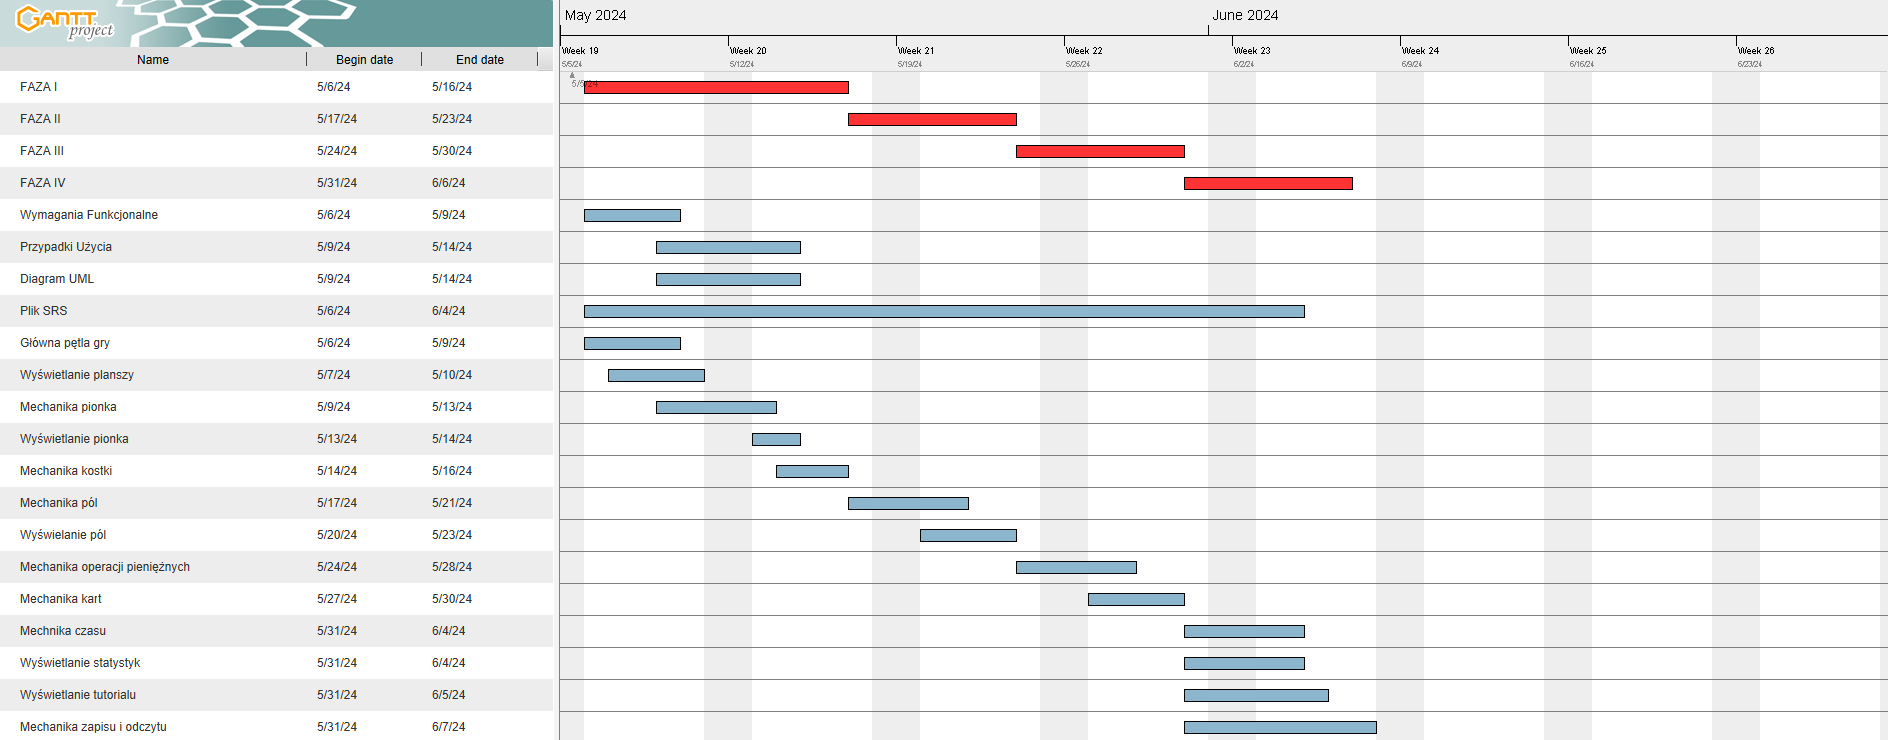 GANTT project
May 2024 June 2024
Week 19 Week 20 Week 21 Week 22 Week 23 Week 24 Week 25 Week 26
5/5/24 5/12/24 5/19/24 5/26/24 6/2/24 6/9/24 6/16/24 6/23/24
Name Begin date End date
5/5/24
FAZA I 5/6/24 5/16/24
FAZA II 5/17/24 5/23/24
FAZA III 5/24/24 5/30/24
FAZA IV 5/31/24 6/6/24
Wymagania Funkcjonalne 5/6/24 5/9/24
Przypadki Użycia 5/9/24 5/14/24
Diagram UML 5/9/24 5/14/24
Plik SRS 5/6/24 6/4/24
Główna pętla gry 5/6/24 5/9/24
Wyświetlanie planszy 5/7/24 5/10/24
Mechanika pionka 5/9/24 5/13/24
Wyświetlanie pionka 5/13/24 5/14/24
Mechanika kostki 5/14/24 5/16/24
Mechanika pól 5/17/24 5/21/24
Wyświelanie pól 5/20/24 5/23/24
Mechanika operacji pieniężnych 5/24/24 5/28/24
Mechanika kart 5/27/24 5/30/24
Mechnika czasu 5/31/24 6/4/24
Wyświetlanie statystyk 5/31/24 6/4/24
Wyświetlanie tutorialu 5/31/24 6/5/24
Mechanika zapisu i odczytu 5/31/24 6/7/24